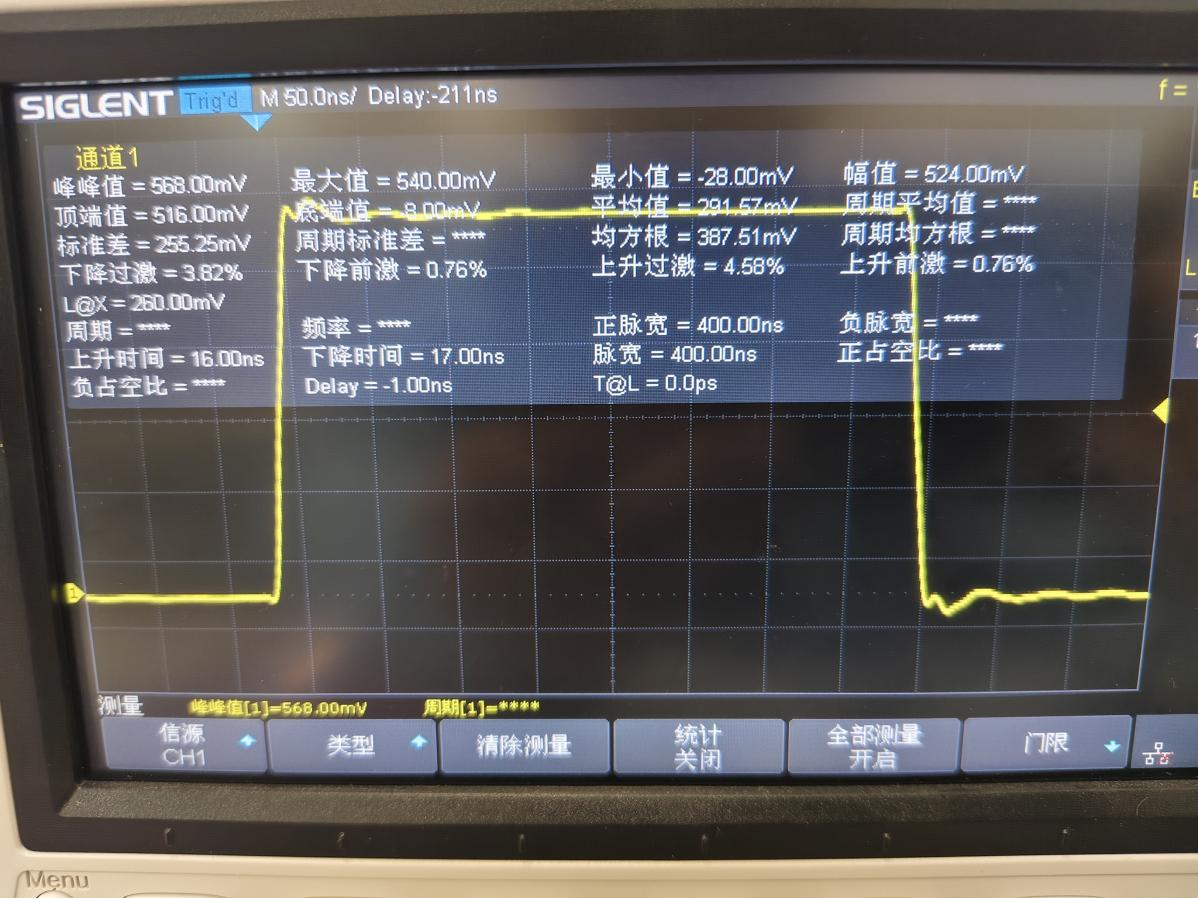 SIGLENT Trig'd M 50.0ns/ Delay:-211ns f =
通道1
峰峰值 = 568.00mV 最大值 = 540.00mV 最小值 = -28.00mV 幅值 = 524.00mV
顶端值 = 516.00mV 底端值 = -8.00mV 平均值 = 291.57mV 周期平均值 = ****
标准差 = 255.25mV 周期标准差 = **** 均方根 = 387.51mV 周期均方根 = ****
下降过激 = 3.82% 下降前激 = 0.76% 上升过激 = 4.58% 上升前激 = 0.76%
L@X = 260.00mV
周期 = **** 频率 = **** 正脉宽 = 400.00ns 负脉宽 = ****
上升时间 = 16.00ns 下降时间 = 17.00ns 脉宽 = 400.00ns 正占空比 = ****
负占空比 = **** Delay = -1.00ns T@L = 0.0ps
1
测量 峰峰值[1]=568.00mV 周期[1]=****
信源 类型 清除测量 统计 全部测量 门限
CH1 关闭 开启
Menu